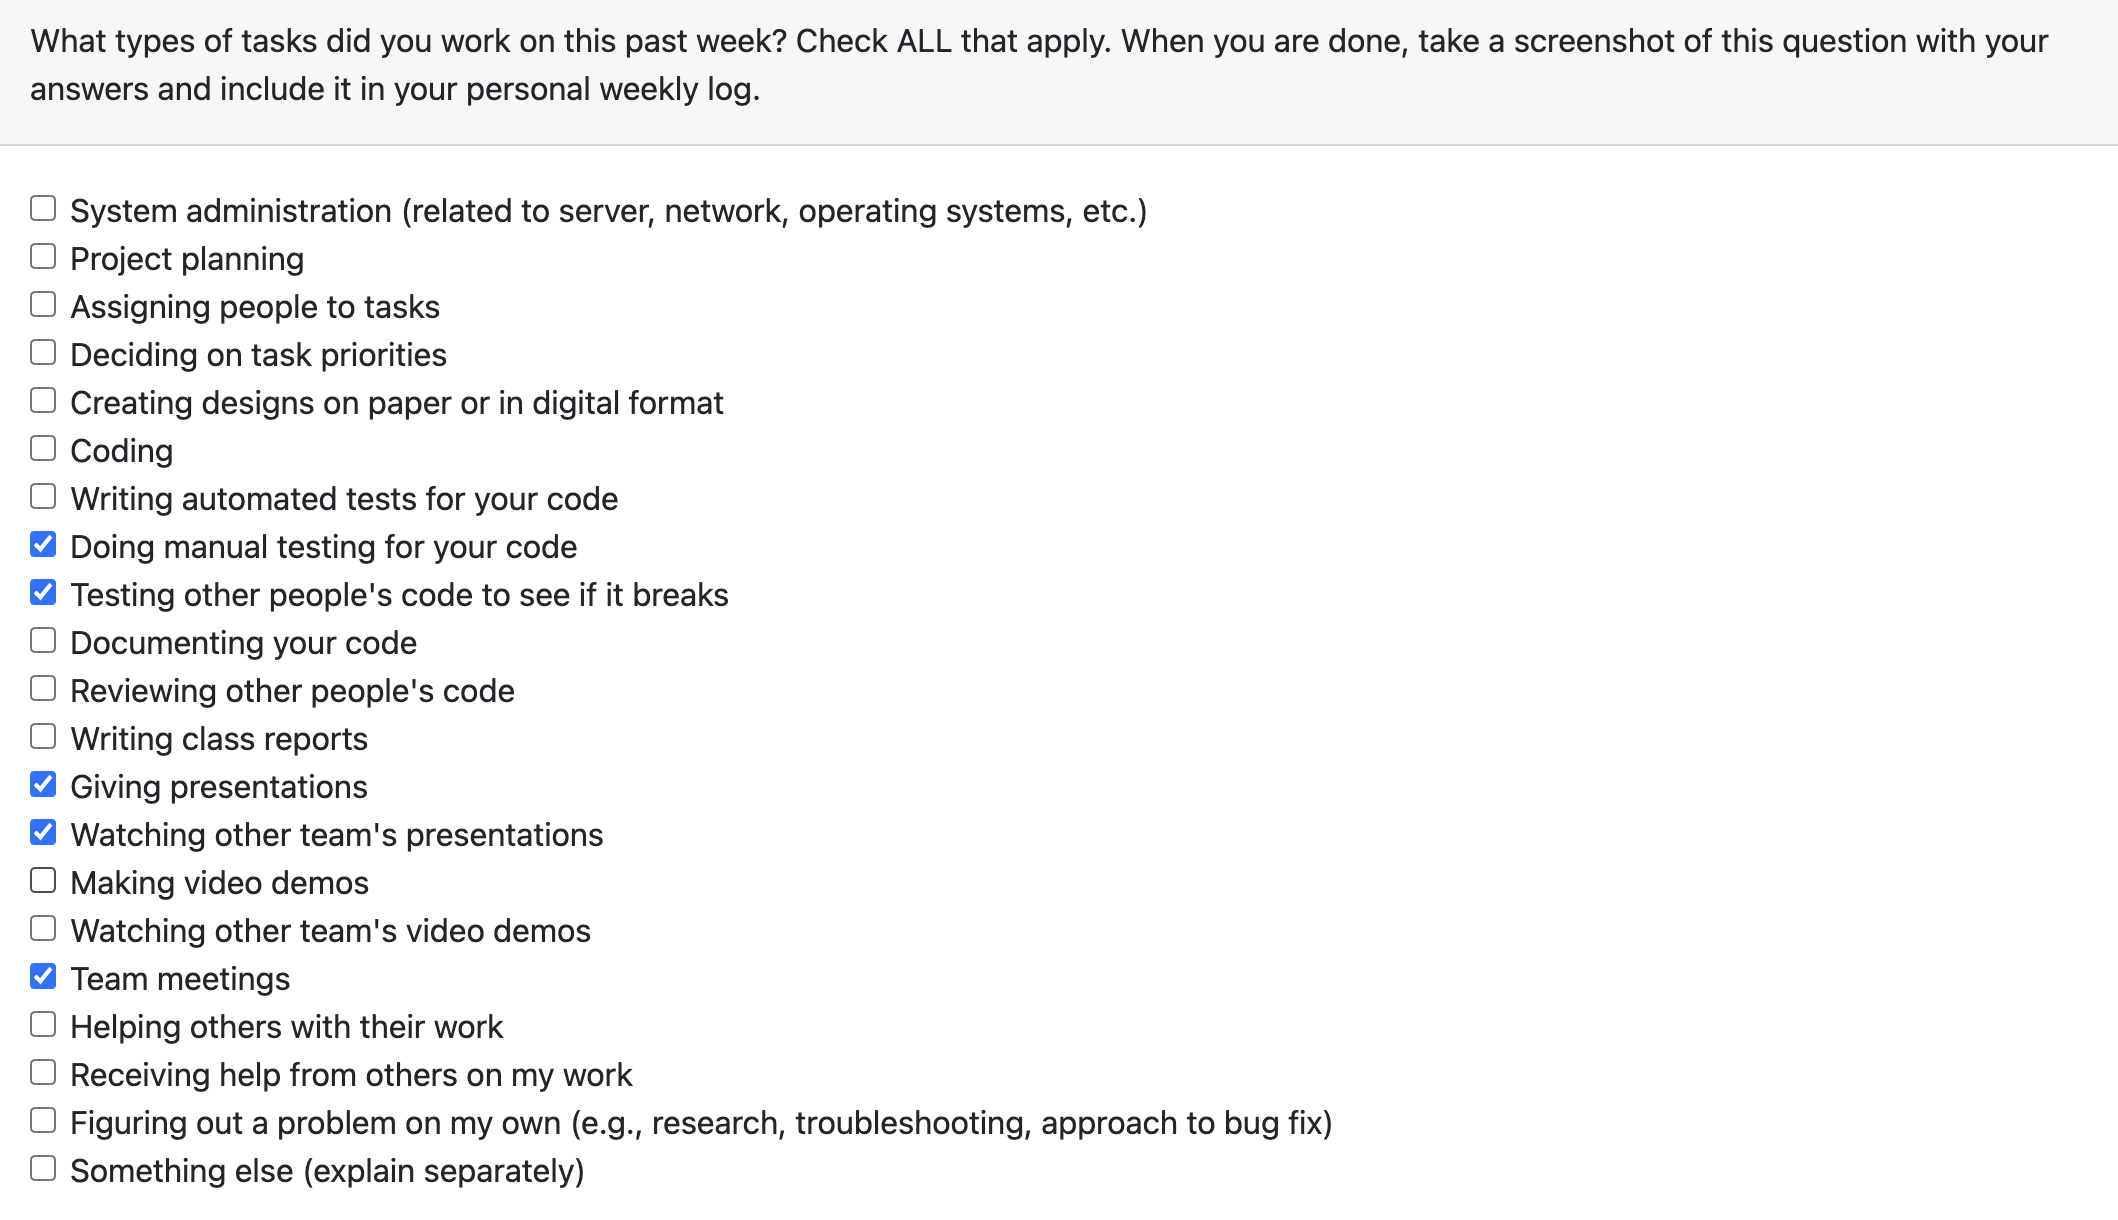 What types of tasks did you work on this past week? Check ALL that apply. When you are done, take a screenshot of this question with your
answers and include it in your personal weekly log.
System administration (related to server, network, operating systems, etc.)
Project planning
Assigning people to tasks
Deciding on task priorities
Creating designs on paper or in digital format
Coding
Writing automated tests for your code
Doing manual testing for your code
Testing other people's code to see if it breaks
Documenting your code
Reviewing other people's code
Writing class reports
Giving presentations
Watching other team's presentations
Making video demos
Watching other team's video demos
Team meetings
Helping others with their work
Receiving help from others on my work
Figuring out a problem on my own (e.g., research, troubleshooting, approach to bug fix)
Something else (explain separately)